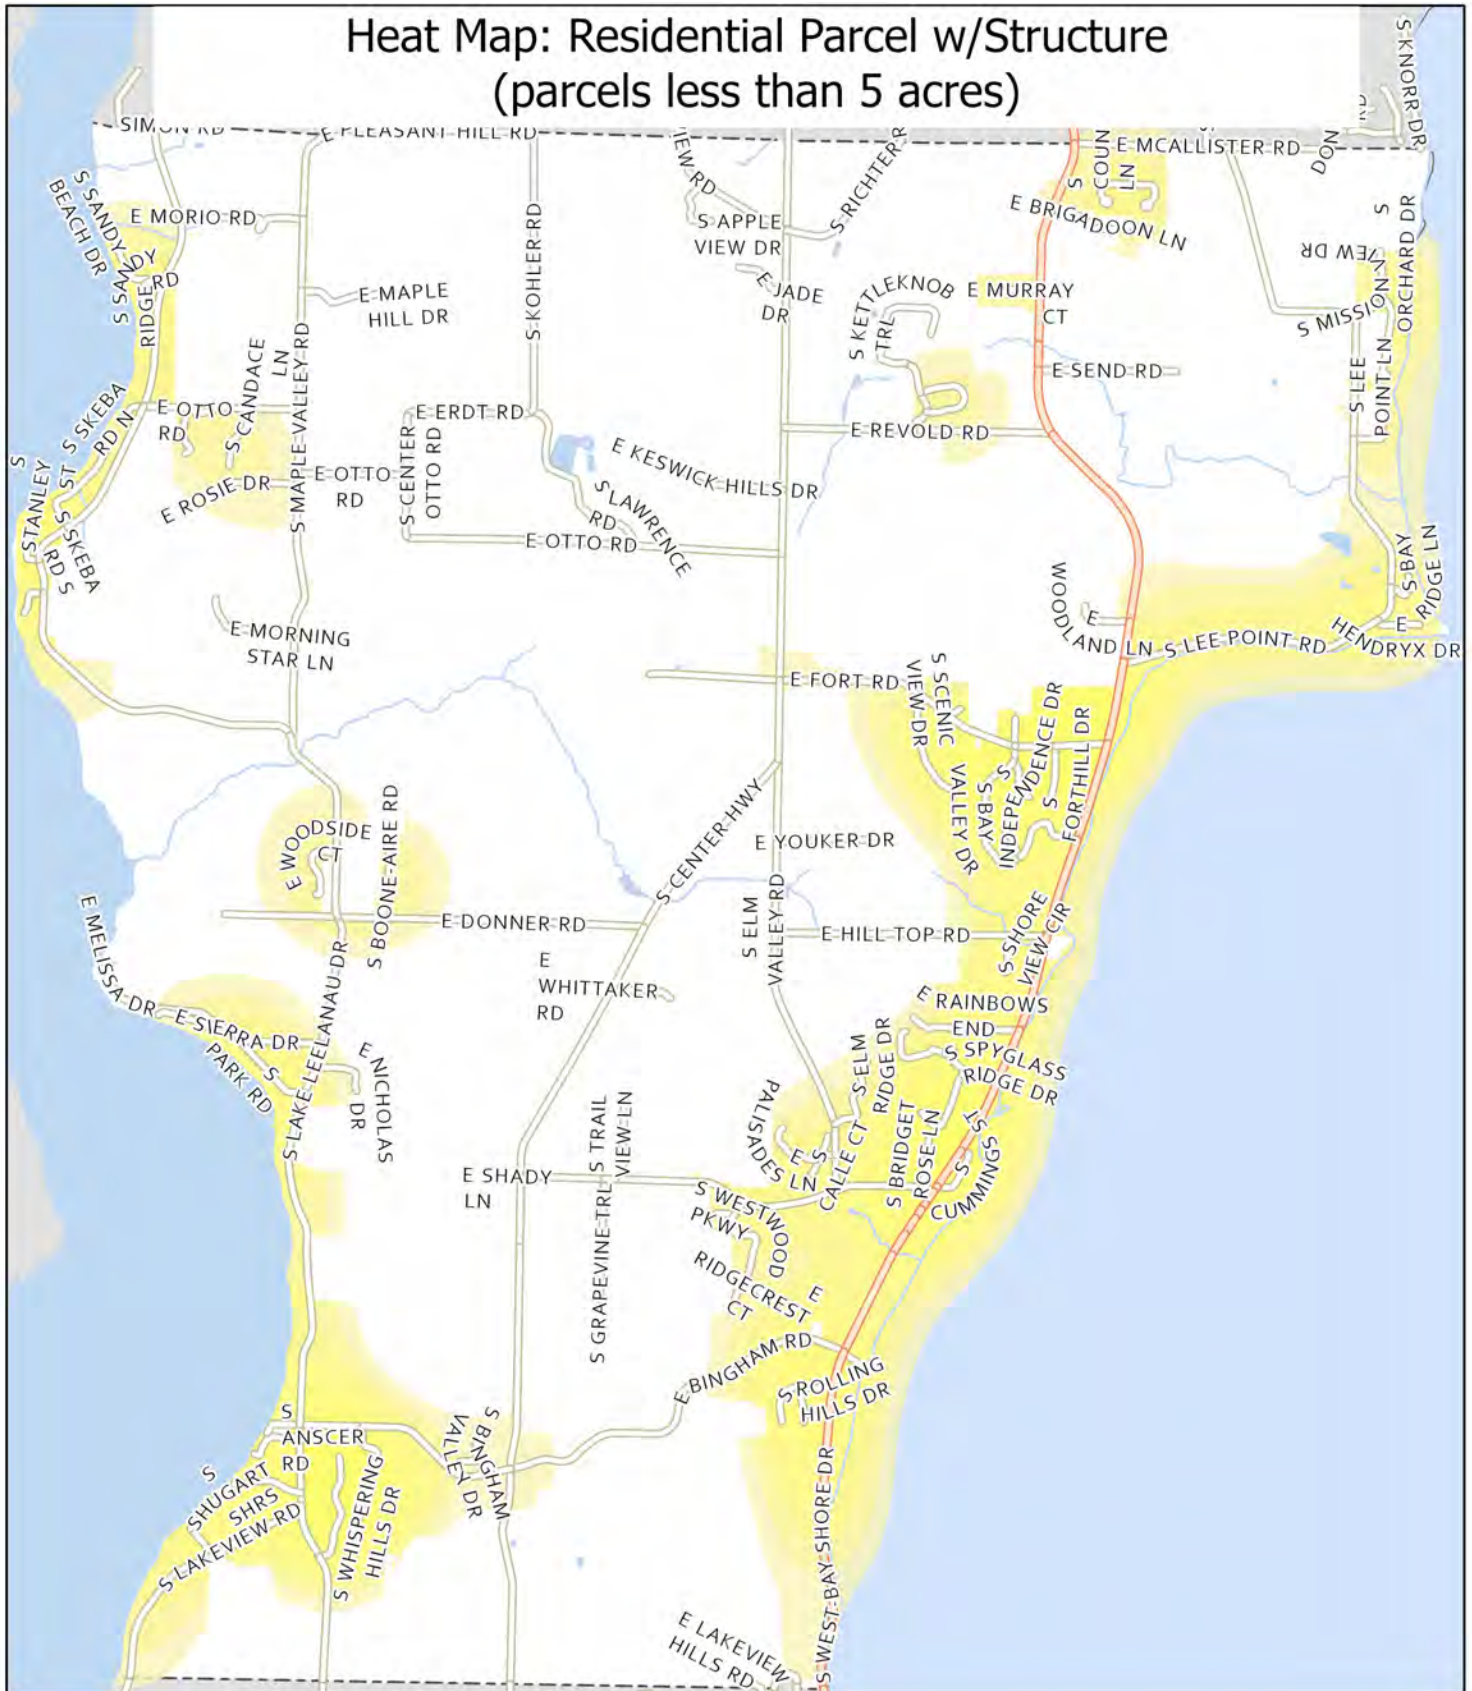 Heat Map: Residential Parcel w/Structure
(parcels less than 5 acres)
S KNORR DR
RD
SIMON RD
E PLEASANT HILL RD
S RICHTER
S
COUN
LN
E MCALLISTER RD
DON
S SANDY
BEACH DR
E MORIO RD
S KOHLER RD
S APPLE
VIEW DR
E BRIGADOON LN
S
ORCHARD DR
S SANDY
RIDGE RD
E MAPLE
HILL DR
E JADE
DR
S KETTLEKNOB
TRL
E MURRAY
CT
S MISSION
S CANDACE
LN
S MAPLE VALLEY RD
E SEND RD
S LEE
POINT LN
S SKEBA
RD N
E OTTO
RD
E ERDT RD
E REVOLD RD
S
STANLEY
RD S
ST
S SKEBA
E ROSIE DR
E OTTO
RD
S CENTER
OTTO RD
E KESWICK HILLS DR
S LAWRENCE
RD
E OTTO RD
S BAY
RIDGE LN
E
WOODLAND LN
E
HENDRYX DR
E MORNING
STAR LN
S LEE POINT RD
E FORT RD
S SCENIC
VIEW DR
VALLEY DR
S BAY
S
INDEPENDENCE DR
S
FORTHILL DR
S CENTER HWY
E WOODSIDE
CT
S BOONE-AIRE RD
E YOUKER DR
E MELISSA DR
E DONNER RD
S ELM
VALLEY RD
E HILL TOP RD
S SHORE
VIEW CIR
E
WHITTAKER
RD
E RAINBOWS
END
E SIERRA DR
S
PARK RD
S LAKE LEELANAU DR
E NICHOLAS
DR
S ELM
RIDGE DR
S SPYGLASS
RIDGE DR
E
PALISADES LN
S
CALLE CT
S BRIDGET
ROSE LN
S
CUMMINGS ST
E SHADY
LN
S TRAIL
VIEW LN
S GRAPEVINE TRL
S WESTWOOD
PKWY
E
RIDGECREST
CT
E BINGHAM RD
S ROLLING
HILLS DR
S
ANSCER
RD
S BINGHAM
VALLEY DR
S
SHUGART
SHRS
S LAKEVIEW RD
S WHISPERING
HILLS DR
S WEST-BAY SHORE DR
E LAKEVIEW
HILLS RD